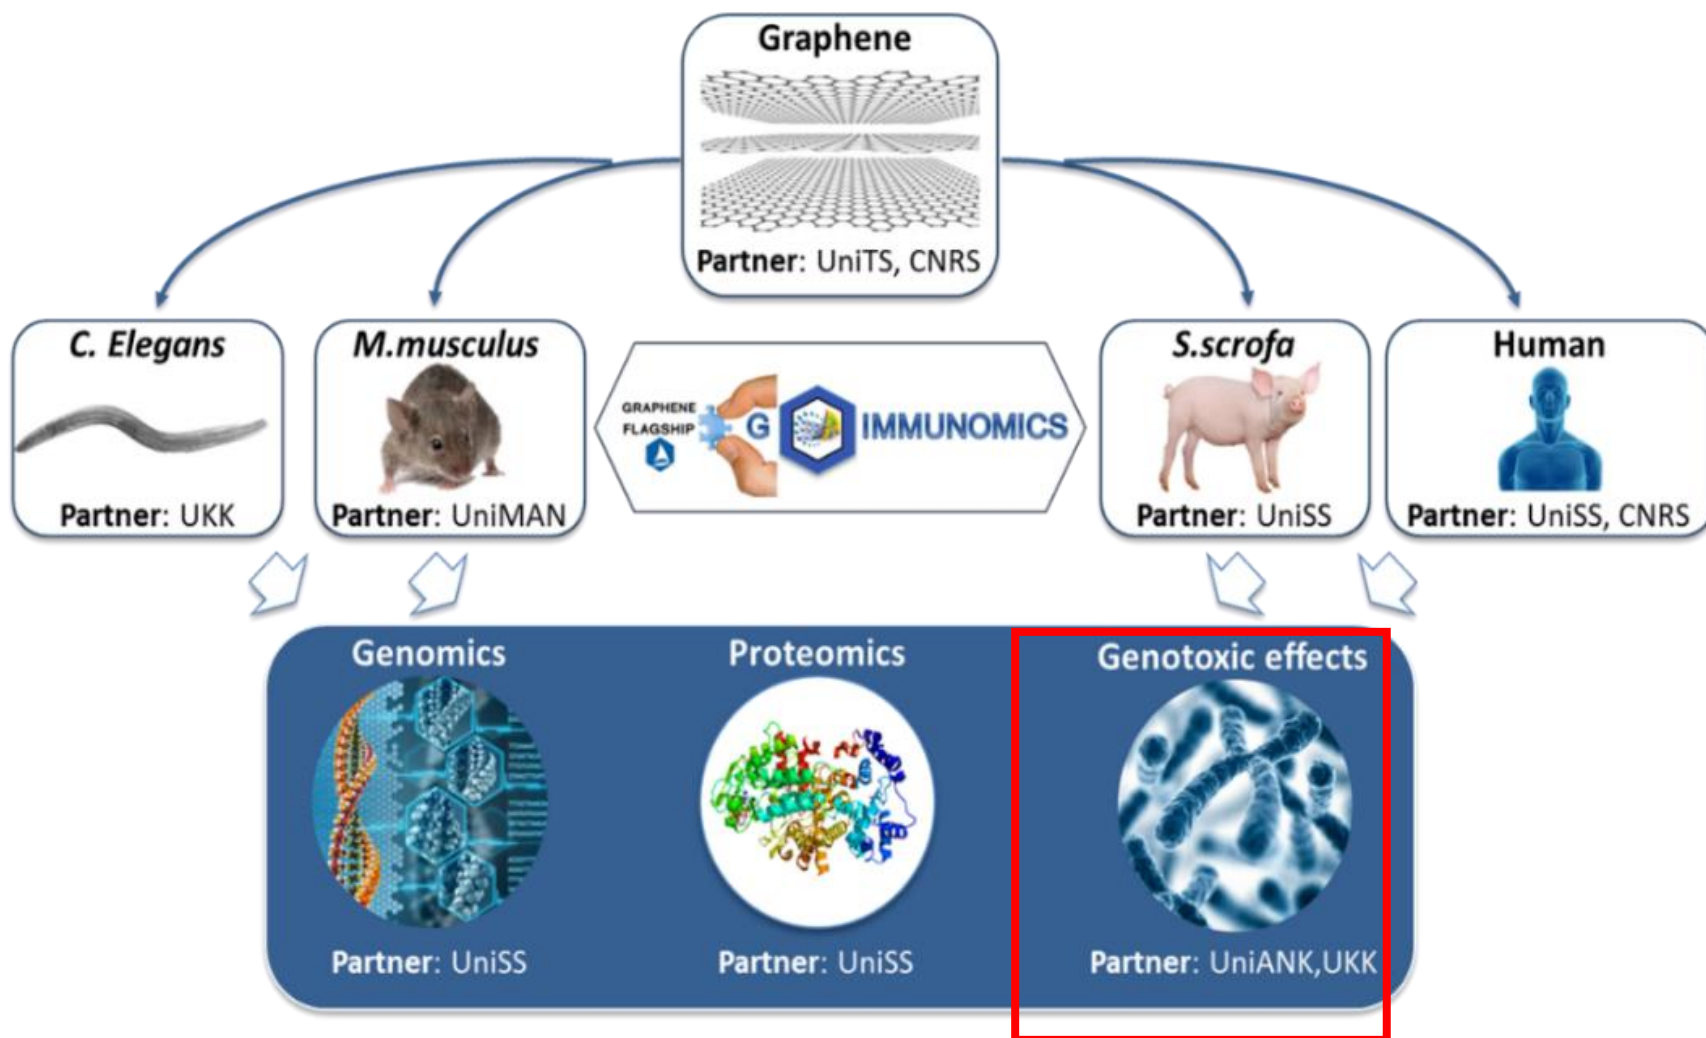 Graphene
Partner: UniTS, CNRS
C. Elegans
Partner: UKK
M.musculus
Partner: UniMAN
GRAPHENE
FLAGSHIP
G IMMUNOMICS
S.scrofa
Partner: UniSS
Human
Partner: UniSS, CNRS
Genomics
Partner: UniSS
Proteomics
Partner: UniSS
Genotoxic effects
Partner: UniANK,UKK